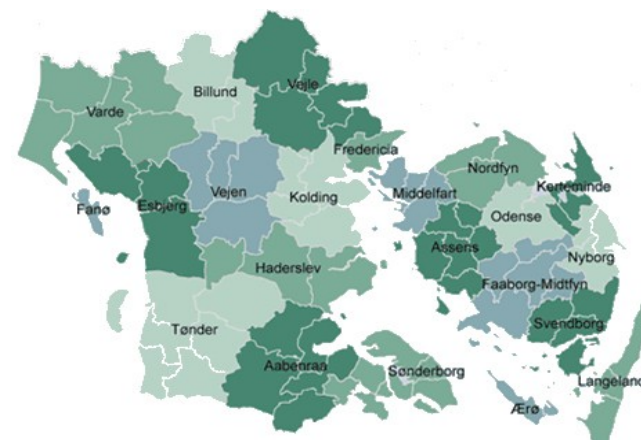 Billund
Vejle
Varde
Fredericia
Nordfyn
Middelfart
Kerteminde
Vejen
Kolding
Fanø
Esbjerg
Odense
Assens
Nyborg
Haderslev
Faaborg-Midtfyn
Svendborg
Tønder
Aabenraa
Sønderborg
Langeland
Ærø